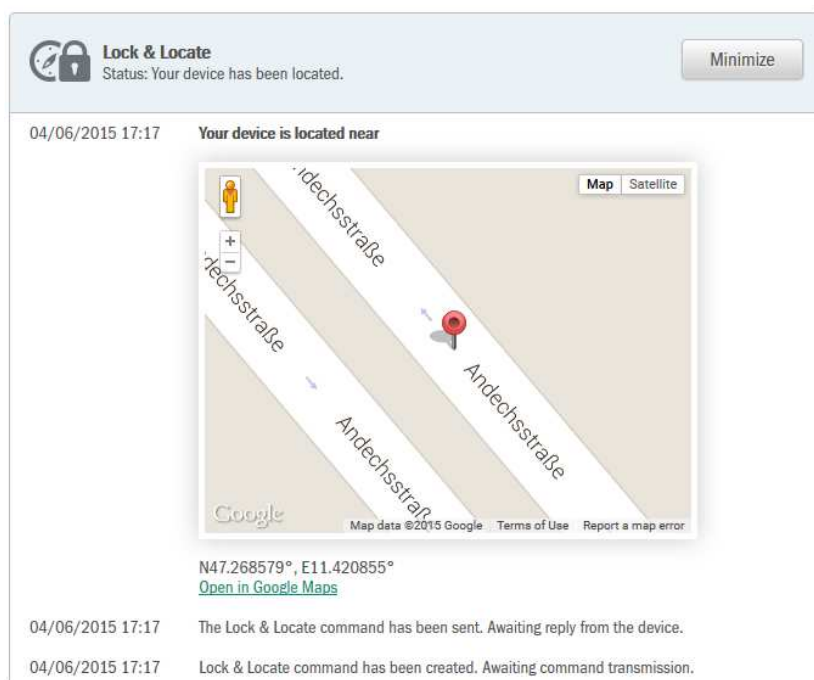 Lock & Locate
Status: Your device has been located.
Minimize
04/06/2015 17:17 Your device is located near
Map Satellite
+
−
Andechsstraße
Andechsstraße
Andechsstraße
Google
Map data ©2015 Google Terms of Use Report a map error
N47.268579°, E11.420855°
Open in Google Maps
04/06/2015 17:17 The Lock & Locate command has been sent. Awaiting reply from the device.
04/06/2015 17:17 Lock & Locate command has been created. Awaiting command transmission.